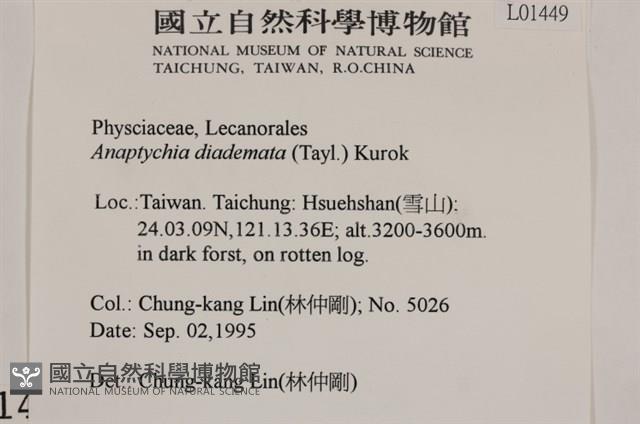 國立自然科學博物館
L01449
NATIONAL MUSEUM OF NATURAL SCIENCE
TAICHUNG, TAIWAN, R.O.CHINA
Physciaceae, Lecanorales
Anaptychia diademata (Tayl.) Kurok
Loc.:Taiwan. Taichung: Hsuehshan(雪山):
24.03.09N,121.13.36E; alt.3200-3600m.
in dark forst, on rotten log.
Col.: Chung-kang Lin(林仲剛); No. 5026
Date: Sep. 02,1995
Det.: Chung-kang Lin(林仲剛)
國立自然科學博物館
NATIONAL MUSEUM OF NATURAL SCIENCE
14